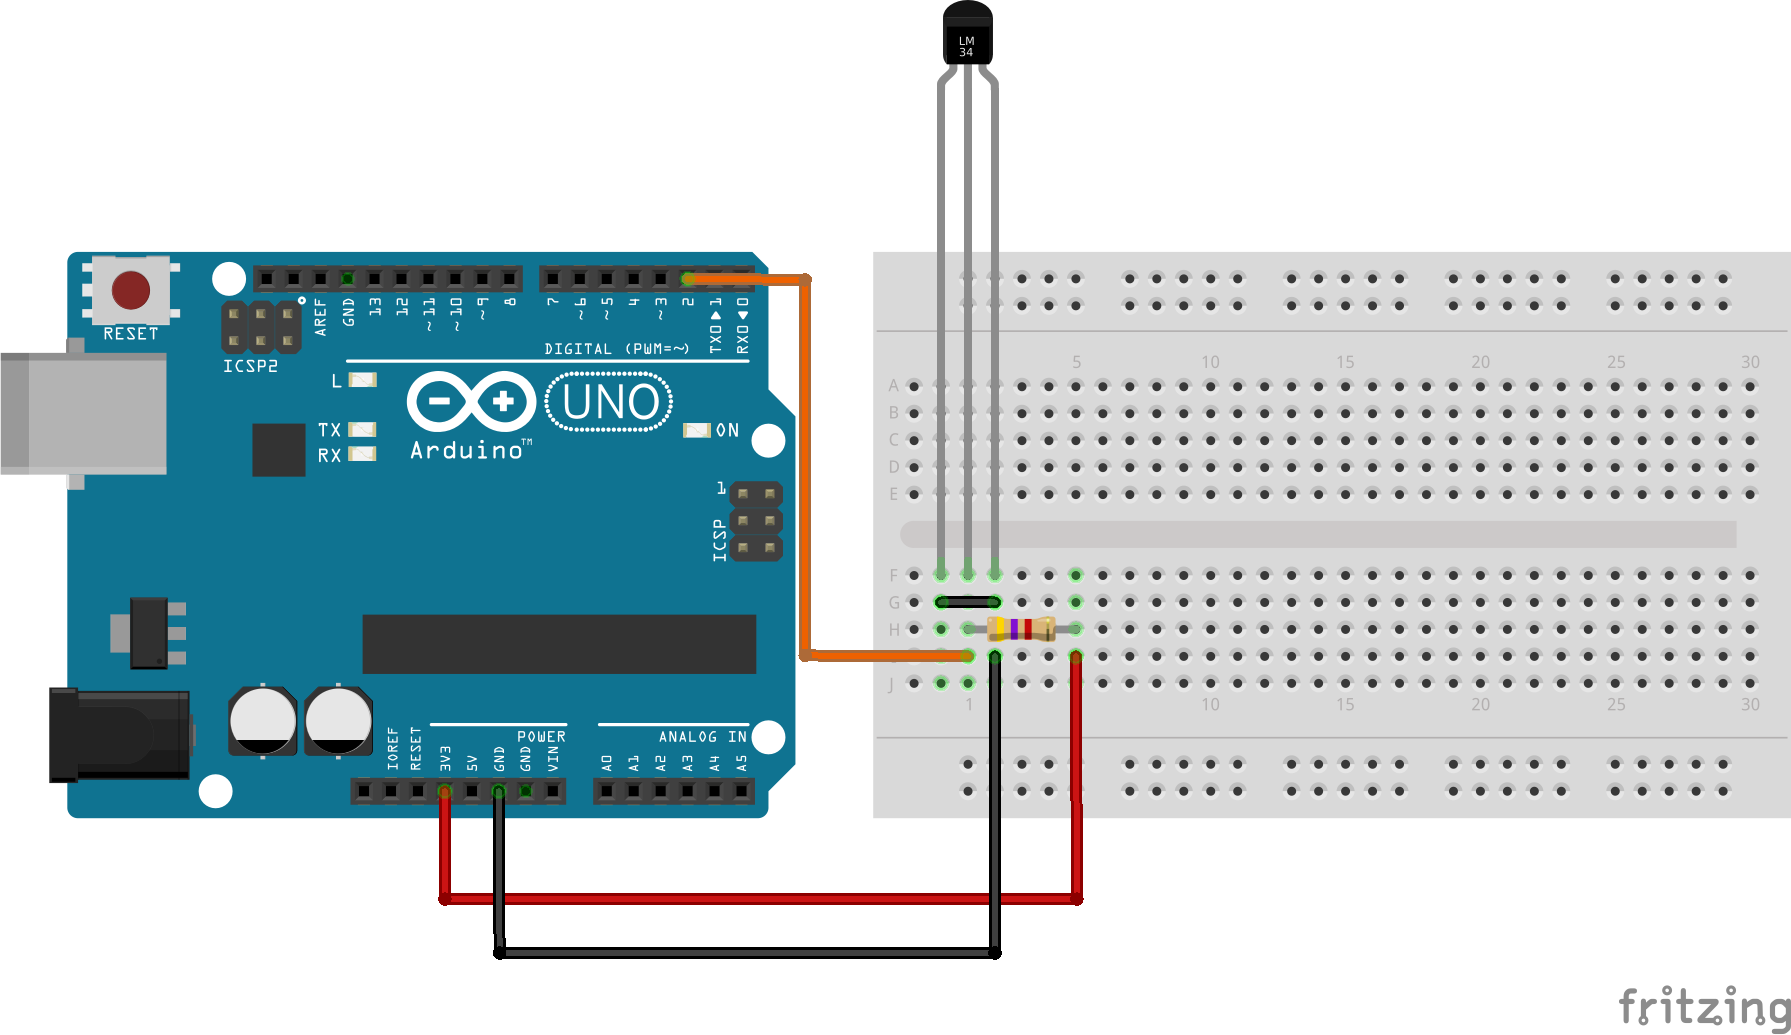 LM
34
RESET
ICSP2
AREF
GND
13
12
~11
~10
~9
8
7
~6
~5
4
~3
2
TX0 ▶ 1
RX0 ◀ 0
DIGITAL (PWM=~)
L
TX
RX
Arduino™
UNO
ON
1
ICSP
IOREF
RESET
3V3
5V
GND
GND
VIN
POWER
A0
A1
A2
A3
A4
A5
ANALOG IN
5 10 15 20 25 30
A
B
C
D
E
F
G
H
J
1 10 15 20 25 30
fritzing